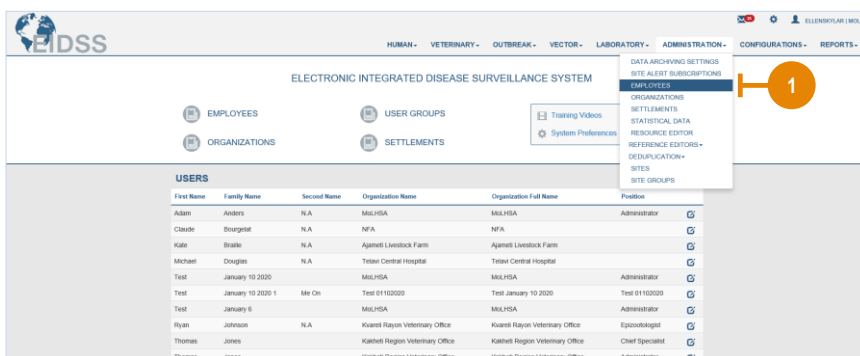 ELLENSKYLAR | MOL
EIDSS
HUMAN VETERINARY OUTBREAK VECTOR LABORATORY ADMINISTRATION CONFIGURATIONS REPORTS
DATA ARCHIVING SETTINGS
SITE ALERT SUBSCRIPTIONS
EMPLOYEES
ORGANIZATIONS
SETTLEMENTS
STATISTICAL DATA
RESOURCE EDITOR
REFERENCE EDITORS
DEDUPLICATION
SITES
SITE GROUPS
1
ELECTRONIC INTEGRATED DISEASE SURVEILLANCE SYSTEM
EMPLOYEES USER GROUPS Training Videos
ORGANIZATIONS SETTLEMENTS System Preferences
USERS
First Name Family Name Second Name Organization Name Organization Full Name Position
Adam Anders N.A MoLHSA MoLHSA Administrator
Claude Bourgelat N.A NFA NFA
Kate Braille N.A Ajameti Livestock Farm Ajameti Livestock Farm
Michael Douglas N.A Telavi Central Hospital Telavi Central Hospital
Test January 10 2020 MoLHSA MoLHSA Administrator
Test January 10 2020 1 Me On Test 01102020 Test January 10 2020 Test 01102020
Test January 6 MoLHSA MoLHSA Administrator
Ryan Johnson N.A Kvareli Rayon Veterinary Office Kvareli Rayon Veterinary Office Epizootologist
Thomas Jones Kakheti Region Veterinary Office Kakheti Region Veterinary Office Chief Specialist